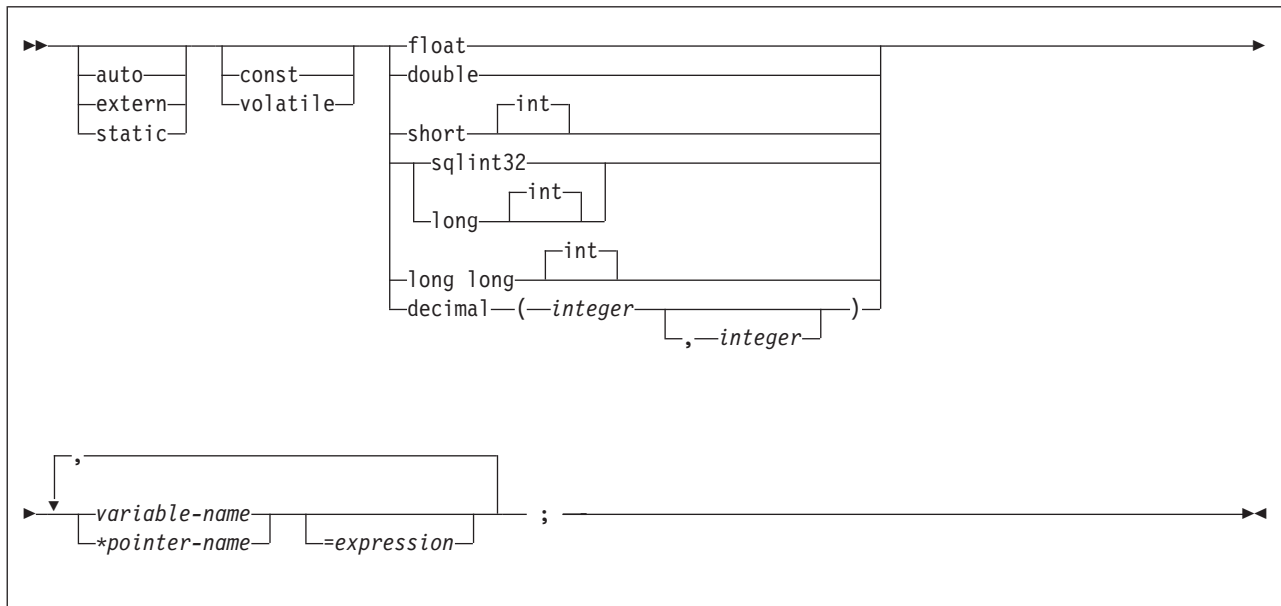 float
auto const double
extern volatile int
static short
sqlint32
int
long
int
long long
decimal ( integer )
, integer
,
variable-name ;
*pointer-name =expression